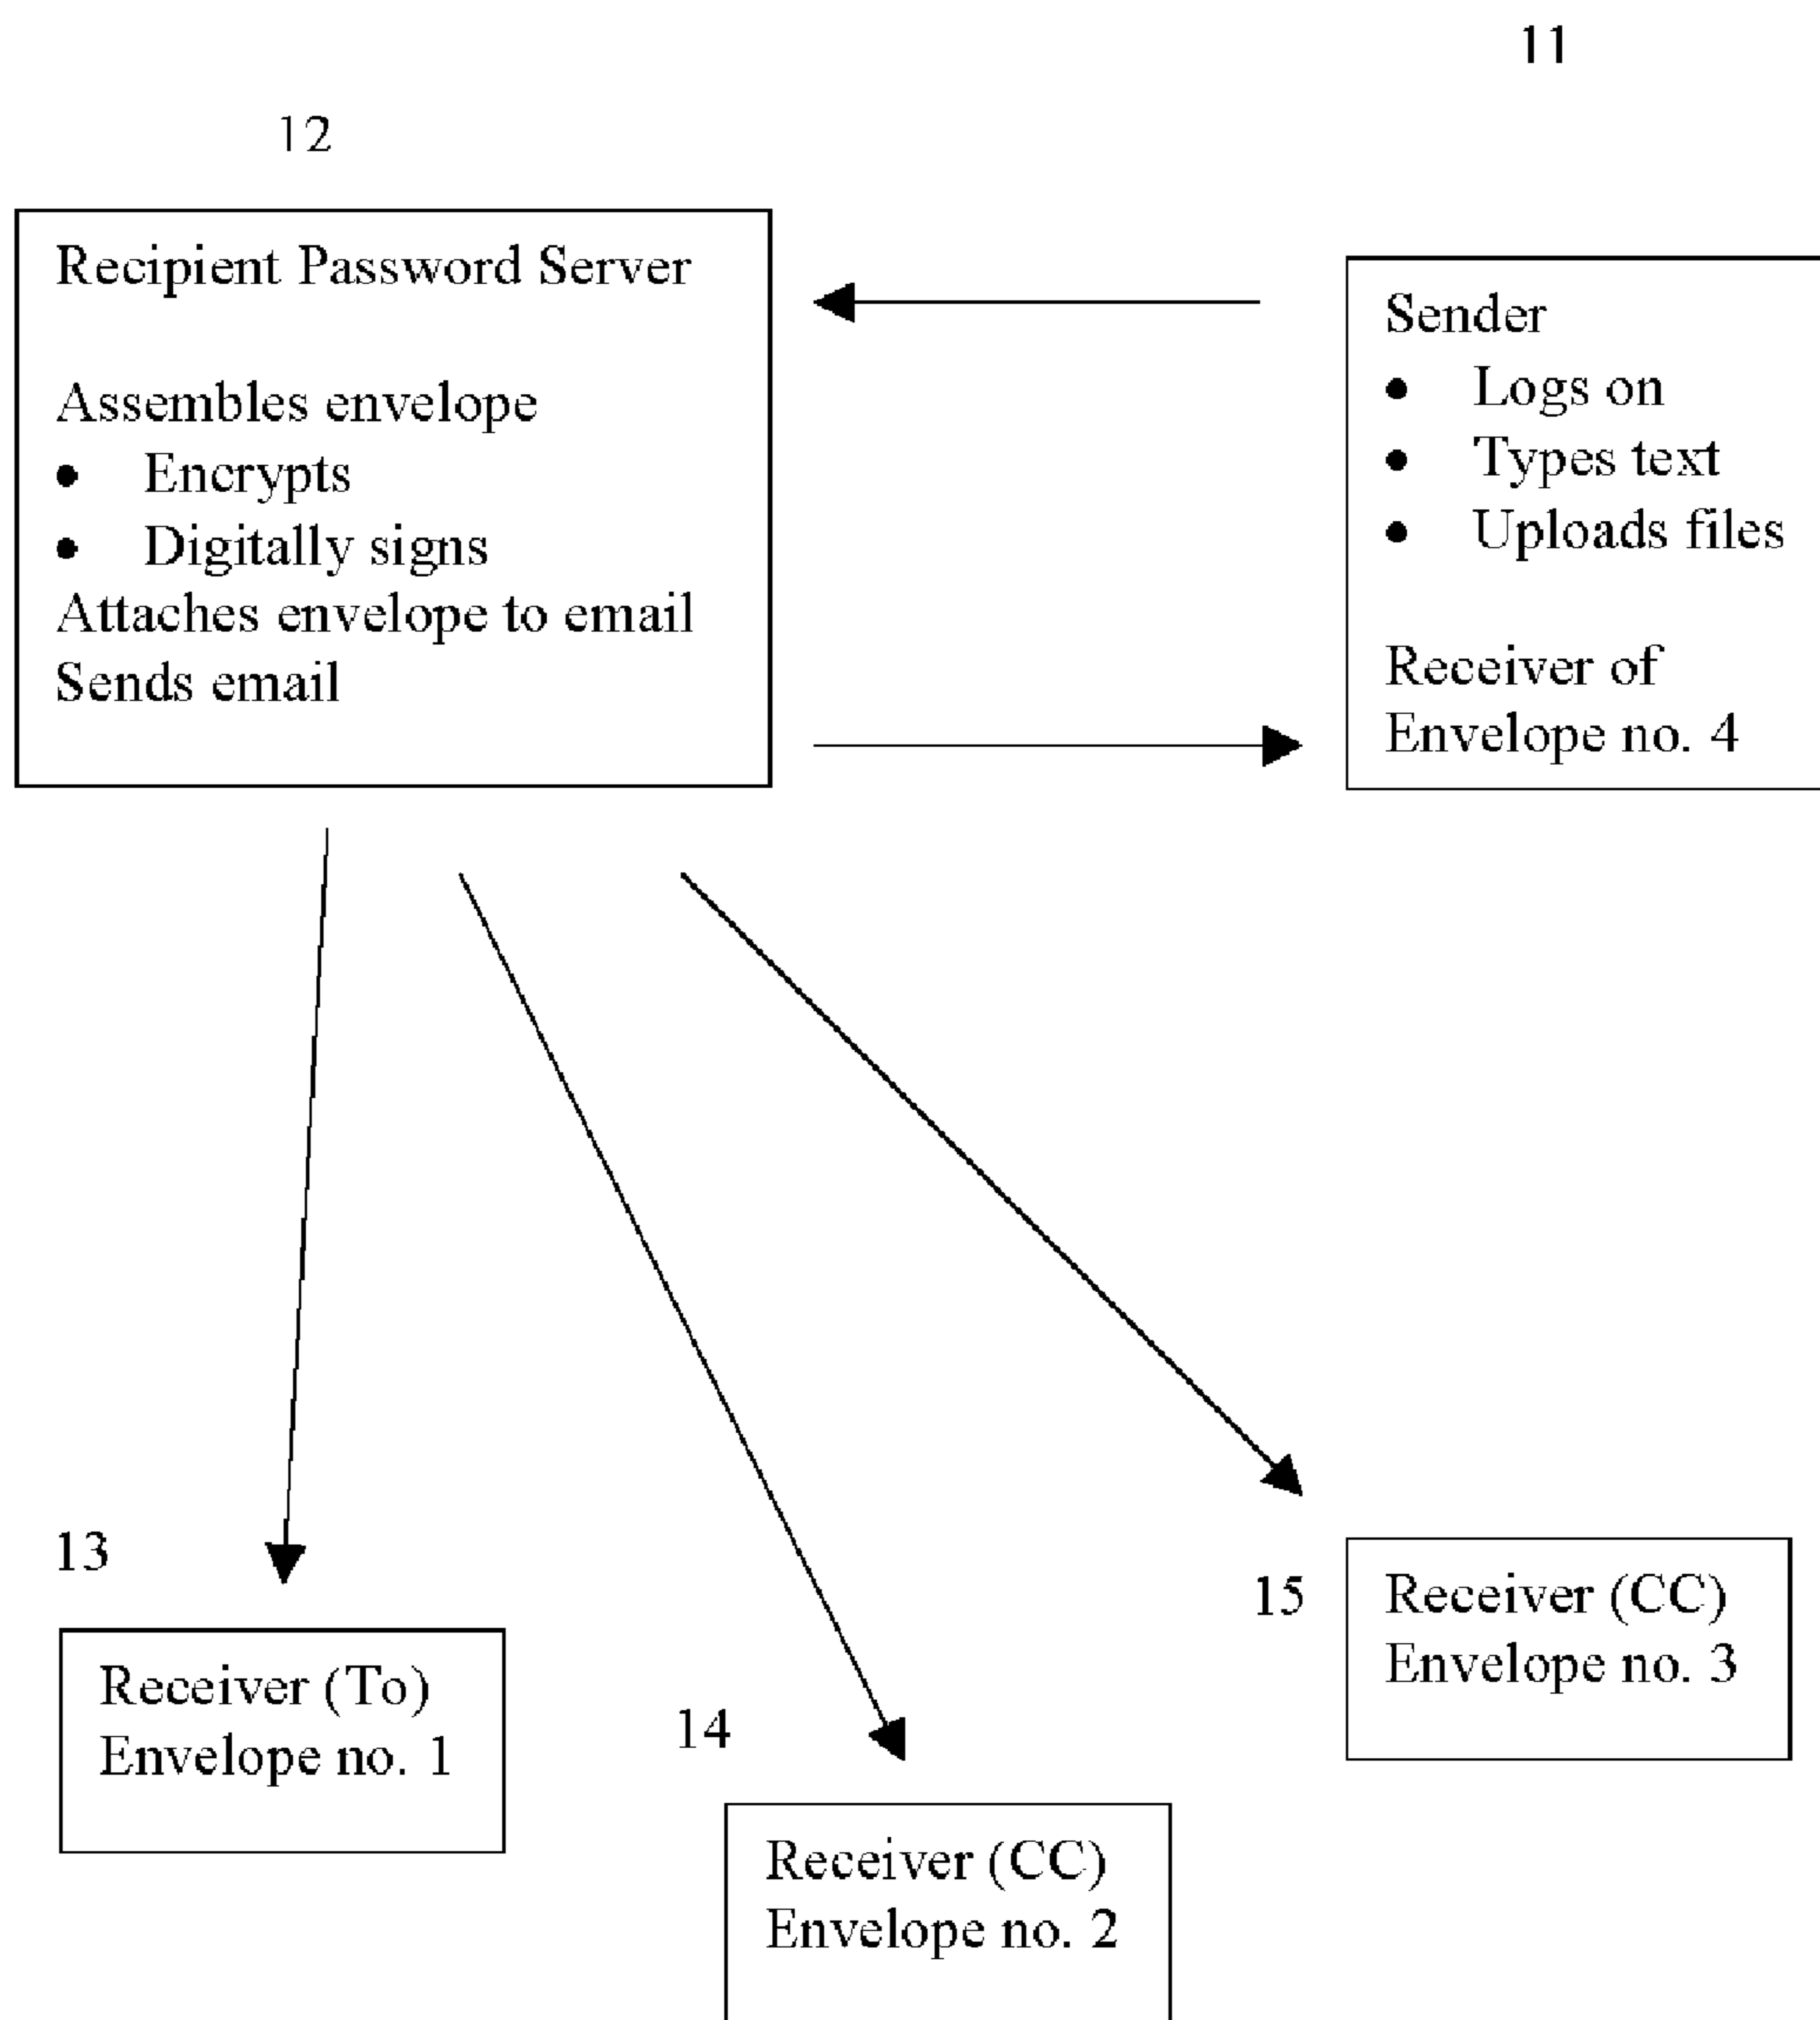 11
12
Recipient Password Server
Assembles envelope
• Encrypts
• Digitally signs
Attaches envelope to email
Sends email
Sender
• Logs on
• Types text
• Uploads files
Receiver of
Envelope no. 4
13
Receiver (To)
Envelope no. 1
14
Receiver (CC)
Envelope no. 2
15
Receiver (CC)
Envelope no. 3